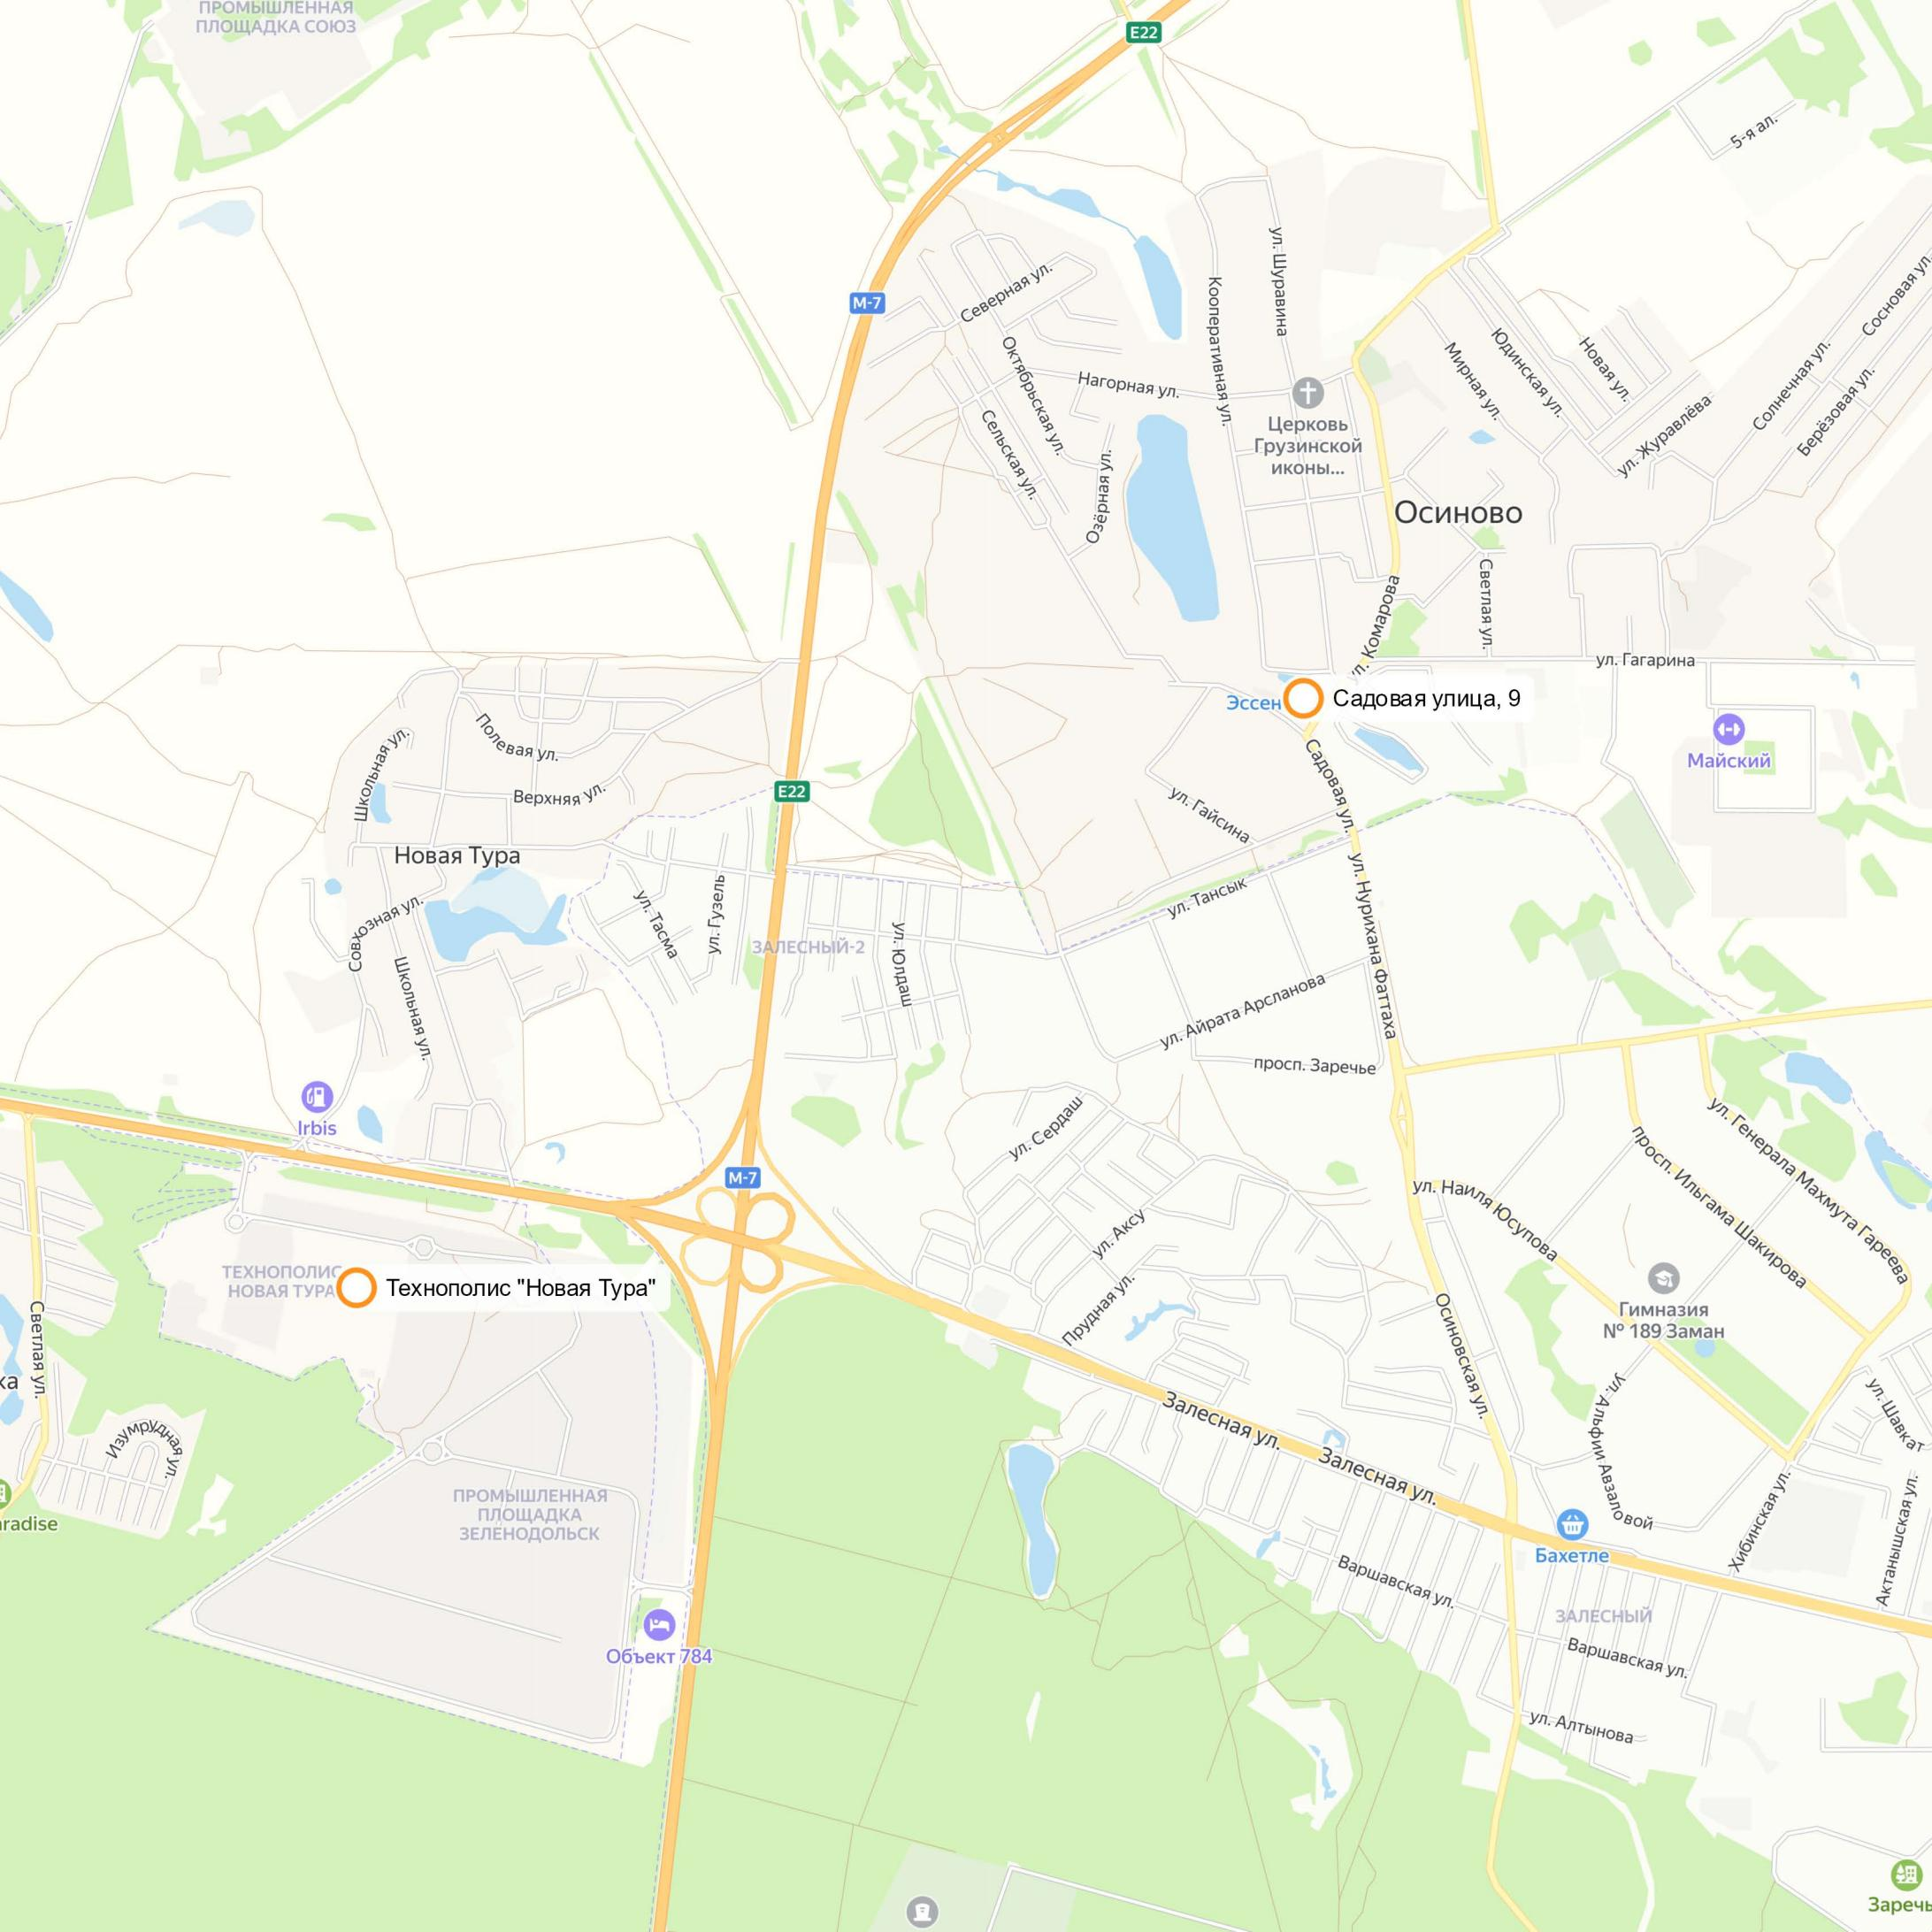 ПРОМЫШЛЕННАЯ
ПЛОЩАДКА СОЮЗ
E22
5-я ал.
М-7
Северная ул.
ул. Шуравина
Кооперативная ул.
Сосновая ул.
Октябрьская ул.
Нагорная ул.
Мирная ул.
Юдинская ул.
Новая ул.
Солнечная ул.
Берёзовая ул.
ул. Журавлёва
Сельская ул.
Озёрная ул.
Церковь
Грузинской
иконы...
Осиново
Светлая ул.
ул. Комарова
ул. Гагарина
Эссен
Садовая улица, 9
Майский
Садовая ул.
Школьная ул.
Полевая ул.
Верхняя ул.
E22
ул. Гайсина
Новая Тура
ул. Тансык
ул. Нурихана Фаттаха
Совхозная ул.
ул. Тасма
ул. Гузель
ЗАЛЕСНЫЙ-2
ул. Юлдаш
Школьная ул.
ул. Айрата Арсланова
просп. Заречье
Irbis
ул. Сердаш
ул. Генерала Махмута Гареева
просп. Ильгама Шакирова
М-7
ул. Наиля Юсупова
ул. Аксу
ТЕХНОПОЛИС
НОВАЯ ТУРА
Технополис "Новая Тура"
Прудная ул.
Гимназия
№ 189 Заман
Светлая ул.
ка
Осиновская ул.
Залесная ул.
Залесная ул.
ул. Альфии Авзаловой
ул. Шавкат
Изумрудная ул.
ПРОМЫШЛЕННАЯ
ПЛОЩАДКА
ЗЕЛЕНОДОЛЬСК
radise
Бахетле
Хибинская ул.
Актанышская ул.
Варшавская ул.
ЗАЛЕСНЫЙ
Объект 784
Варшавская ул.
ул. Алтынова
Заречь